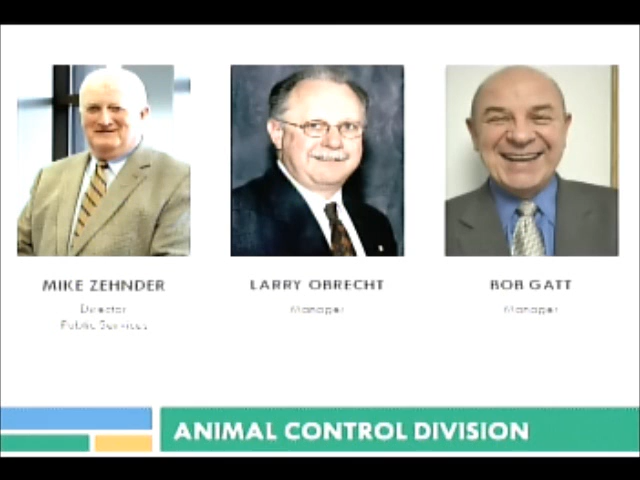 MIKE ZEHNDER
Director
Public Services
LARRY OBRECHT
Manager
BOB GATT
Manager
ANIMAL CONTROL DIVISION